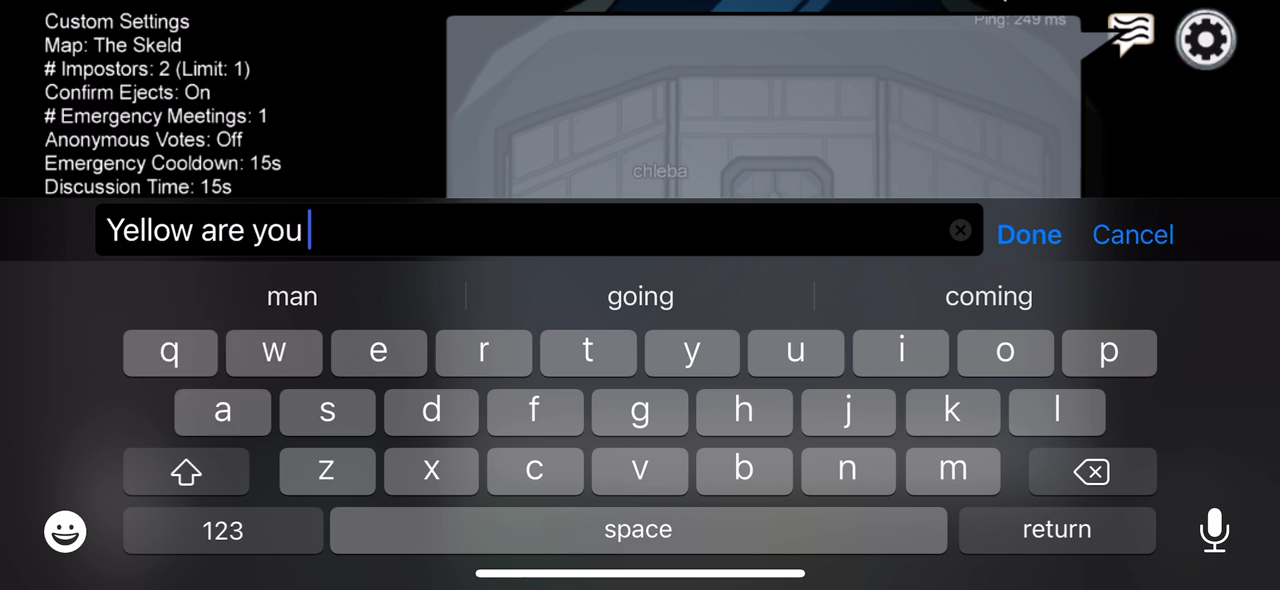 Custom Settings
Map: The Skeld
# Impostors: 2 (Limit: 1)
Confirm Ejects: On
# Emergency Meetings: 1
Anonymous Votes: Off
Emergency Cooldown: 15s
Discussion Time: 15s
Ping: 249 ms
chleba
Yellow are you
Done
Cancel
man going coming
q w e r t y u i o p
a s d f g h j k l
z x c v b n m
123 space return